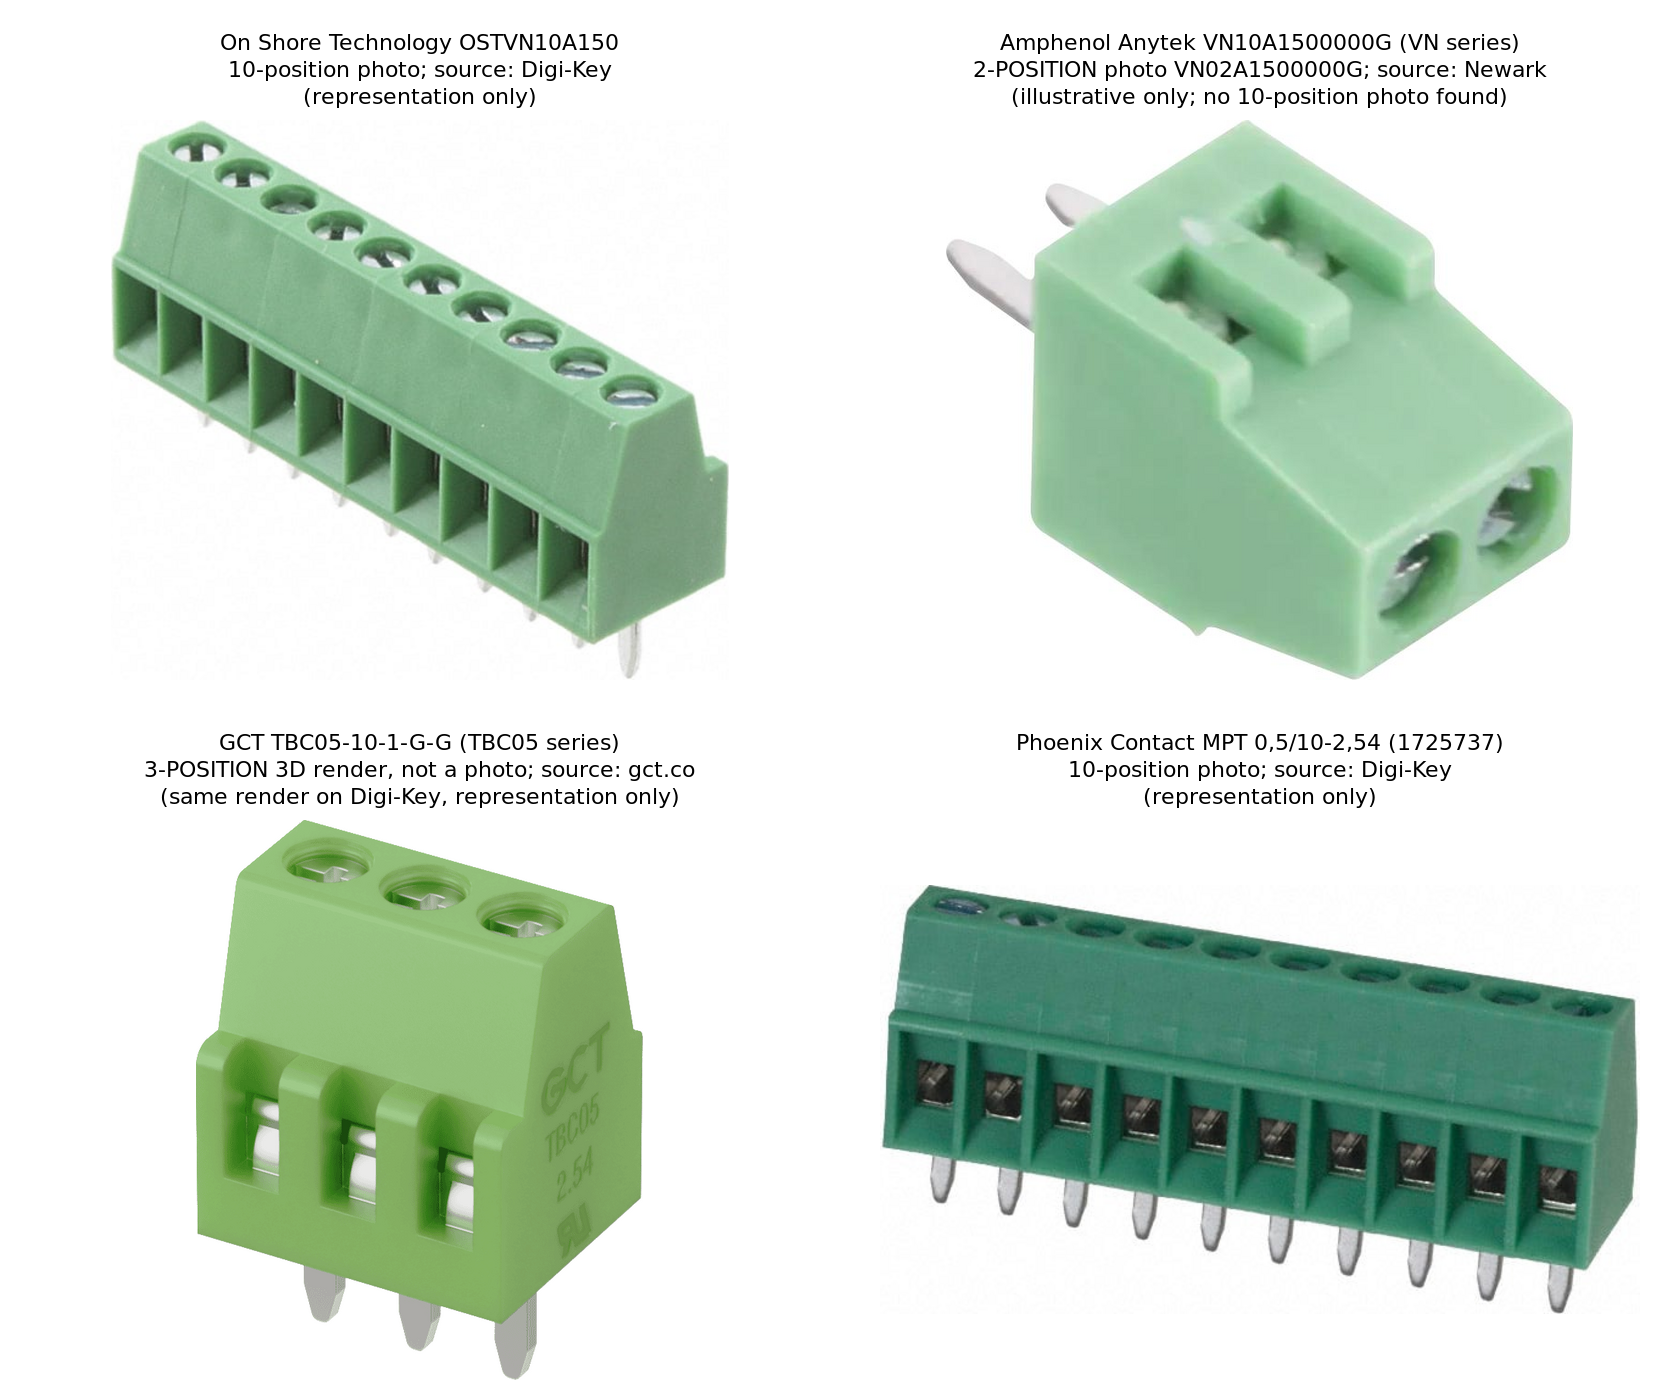 On Shore Technology OSTVN10A150
10-position photo; source: Digi-Key
(representation only)
Amphenol Anytek VN10A1500000G (VN series)
2-POSITION photo VN02A1500000G; source: Newark
(illustrative only; no 10-position photo found)
GCT TBC05-10-1-G-G (TBC05 series)
3-POSITION 3D render, not a photo; source: gct.co
(same render on Digi-Key, representation only)
GCT
TBC05
2.54
Phoenix Contact MPT 0,5/10-2,54 (1725737)
10-position photo; source: Digi-Key
(representation only)